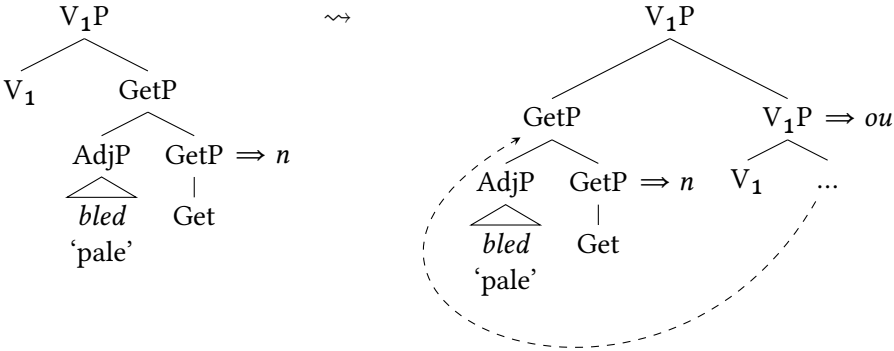 V₁P ⇝ V₁P
V₁ GetP GetP V₁P ⇒ ou
AdjP GetP ⇒ n AdjP GetP ⇒ n V₁ ...
bled Get bled Get
‘pale’ ‘pale’